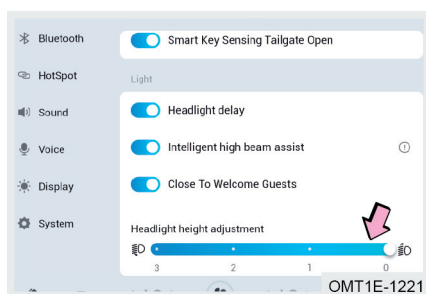 Bluetooth
Smart Key Sensing Tailgate Open
HotSpot
Light
Sound
Headlight delay
Voice
Intelligent high beam assist
Display
Close To Welcome Guests
System
Headlight height adjustment
3 2 1 0
OMT1E-1221